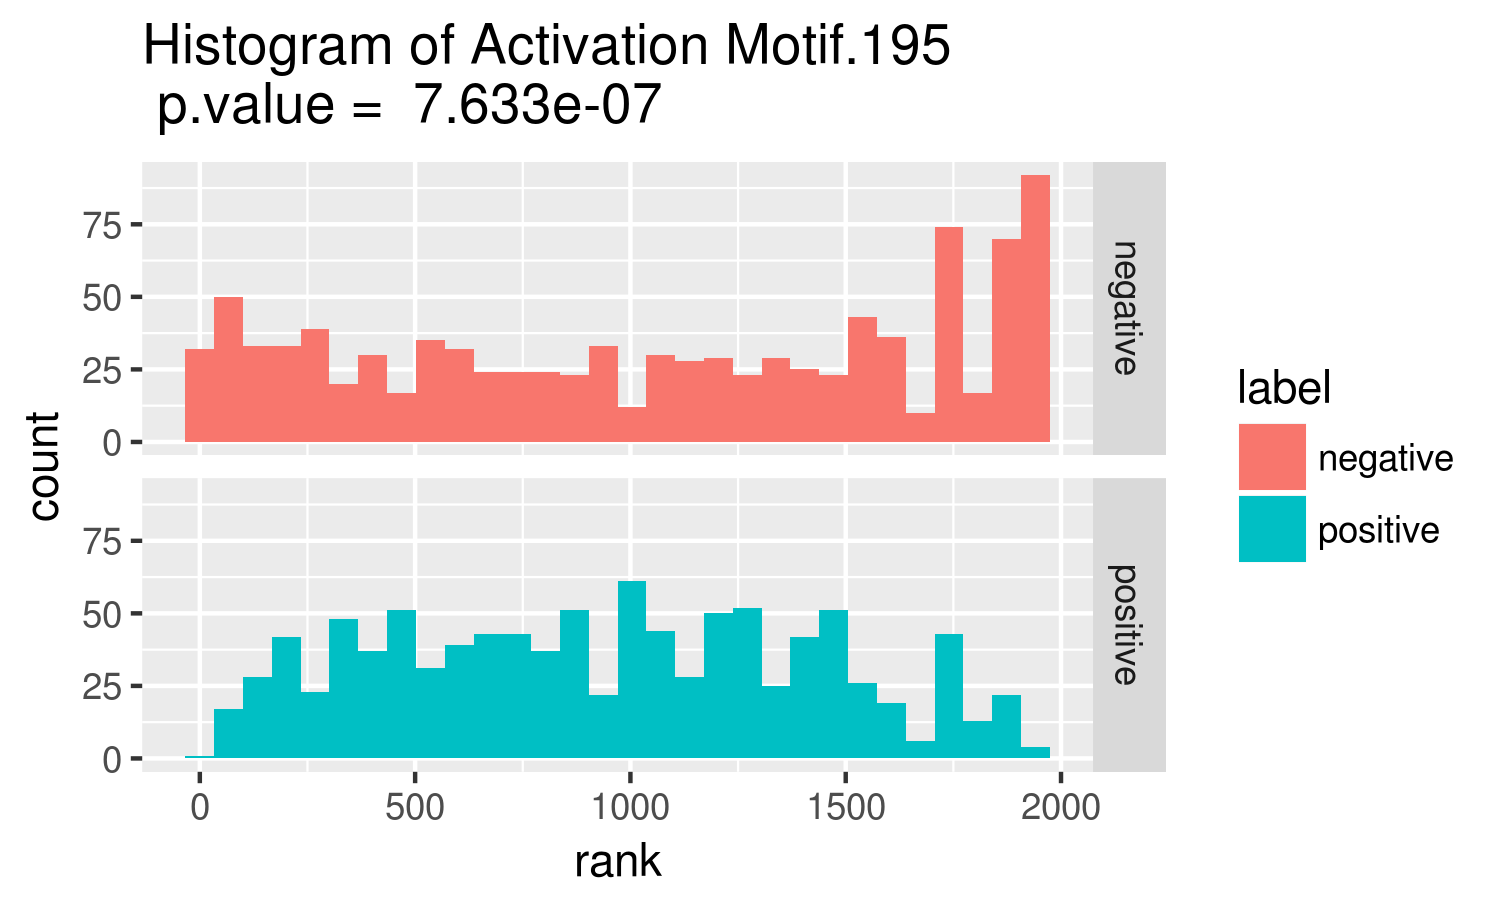 Histogram of Activation Motif.195
p.value = 7.633e-07
75
50
25
0
negative
75
50
25
0
positive
0 500 1000 1500 2000
rank
count
label
negative
positive